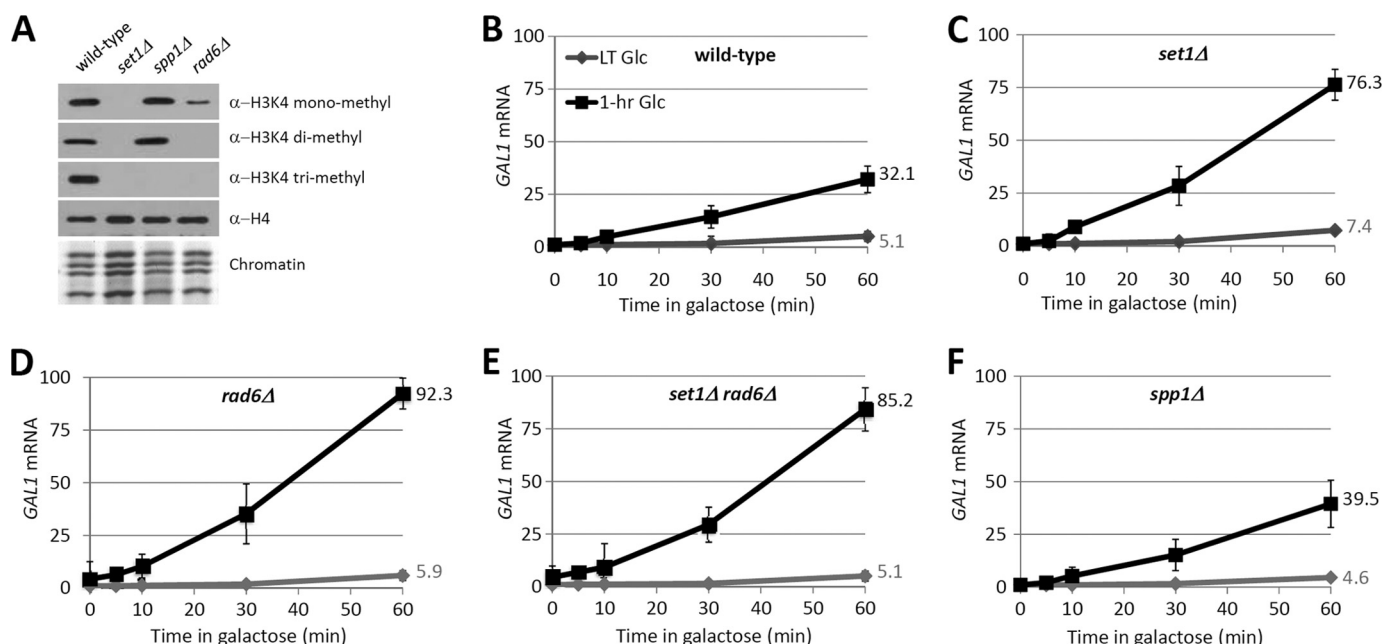 A
wild-type
set1Δ
spp1Δ
rad6Δ
α–H3K4 mono-methyl
α–H3K4 di-methyl
α–H3K4 tri-methyl
α–H4
Chromatin
B
wild-type
LT Glc
1-hr Glc
GAL1 mRNA
100
75
50
25
0
32.1
5.1
0 10 20 30 40 50 60
Time in galactose (min)
C
set1Δ
GAL1 mRNA
100
75
50
25
0
76.3
7.4
0 10 20 30 40 50 60
Time in galactose (min)
D
rad6Δ
GAL1 mRNA
100
75
50
25
0
92.3
5.9
0 10 20 30 40 50 60
Time in galactose (min)
E
set1Δ rad6Δ
GAL1 mRNA
100
75
50
25
0
85.2
5.1
0 10 20 30 40 50 60
Time in galactose (min)
F
spp1Δ
GAL1 mRNA
100
75
50
25
0
39.5
4.6
0 10 20 30 40 50 60
Time in galactose (min)